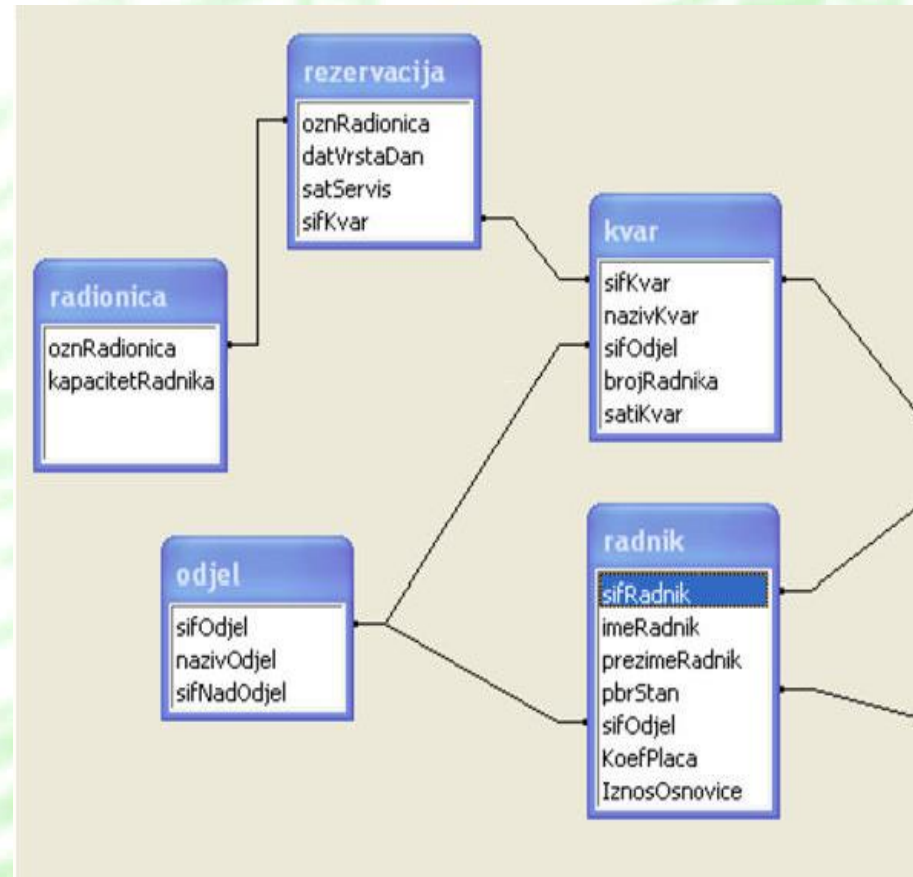 rezervacija
oznRadionica
datVrstaDan
satServis
sifKvar
radionica
oznRadionica
kapacitetRadnika
kvar
sifKvar
nazivKvar
sifOdjel
brojRadnika
satiKvar
odjel
sifOdjel
nazivOdjel
sifNadOdjel
radnik
sifRadnik
imeRadnik
prezimeRadnik
pbrStan
sifOdjel
KoefPlaca
IznosOsnovice